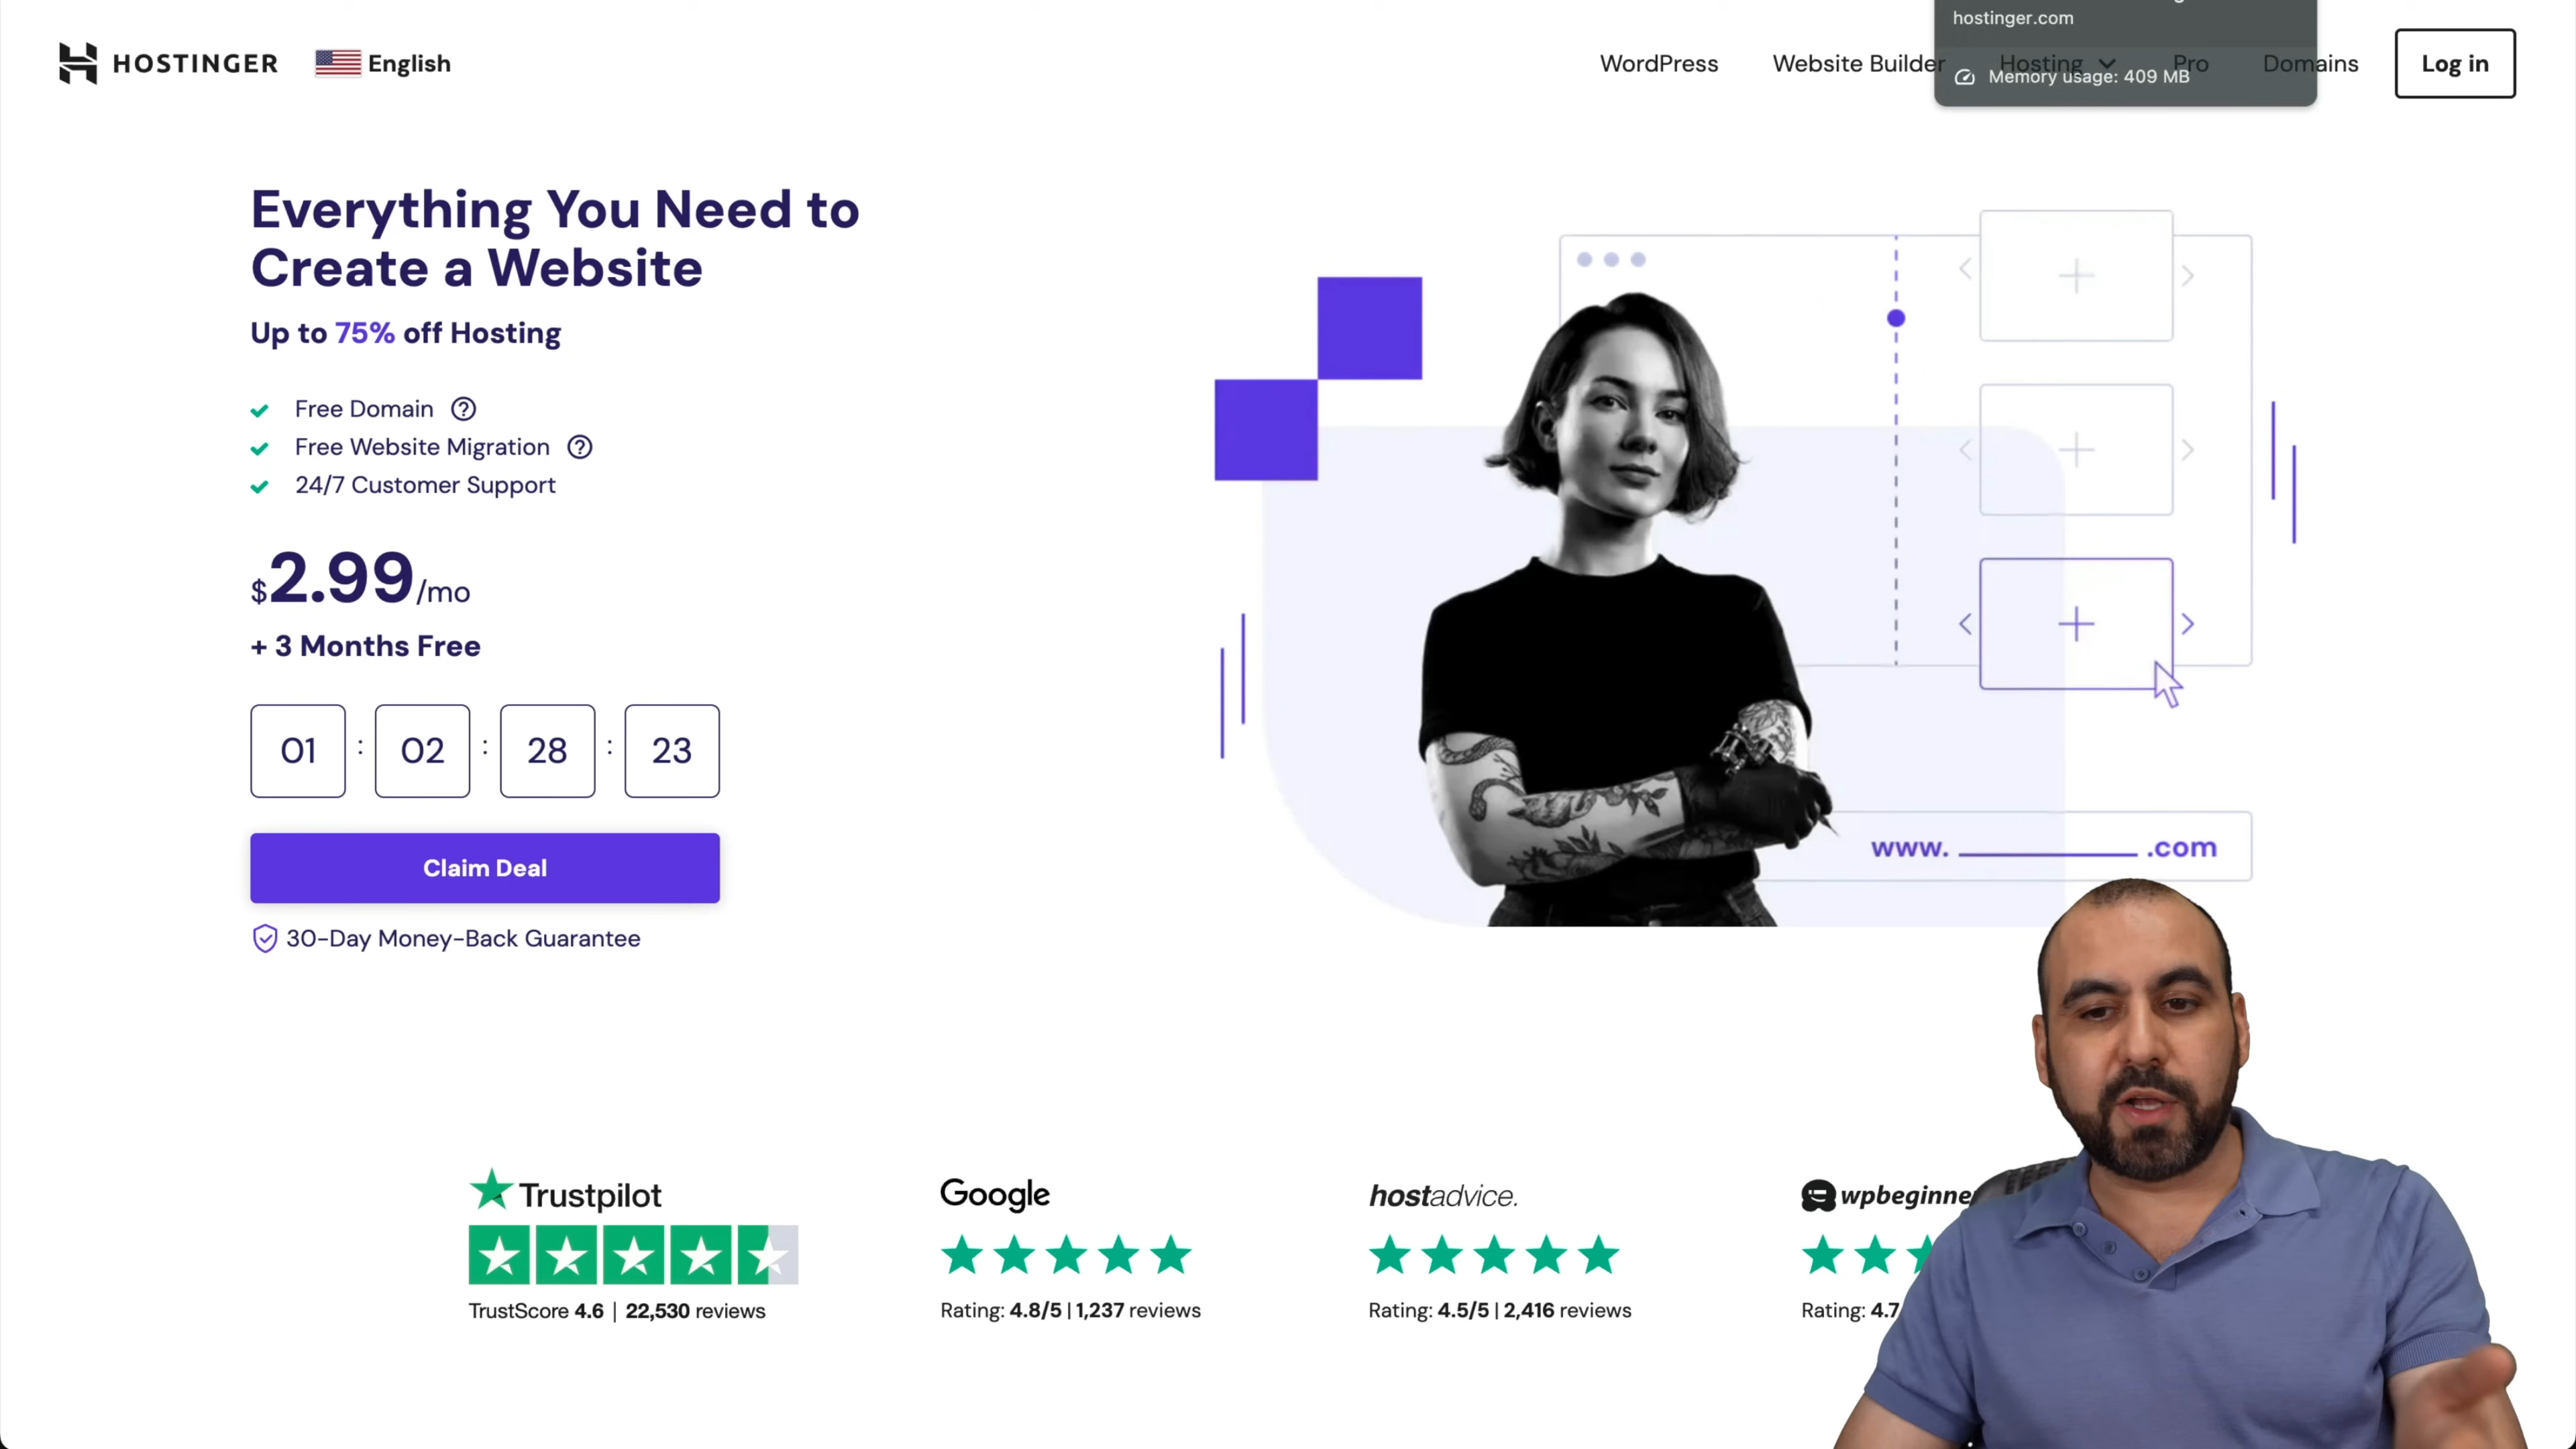 hostinger.com
HOSTINGER English
WordPress Website Builder Hosting Pro Domains Log in
Memory usage: 409 MB
Everything You Need to
Create a Website
Up to 75% off Hosting
Free Domain
Free Website Migration
24/7 Customer Support
$2.99/mo
+ 3 Months Free
01 : 02 : 28 : 23
Claim Deal
30-Day Money-Back Guarantee
www. .com
Trustpilot
TrustScore 4.6 | 22,530 reviews
Google
Rating: 4.8/5 | 1,237 reviews
hostadvice.
Rating: 4.5/5 | 2,416 reviews
wpbeginne
Rating: 4.7